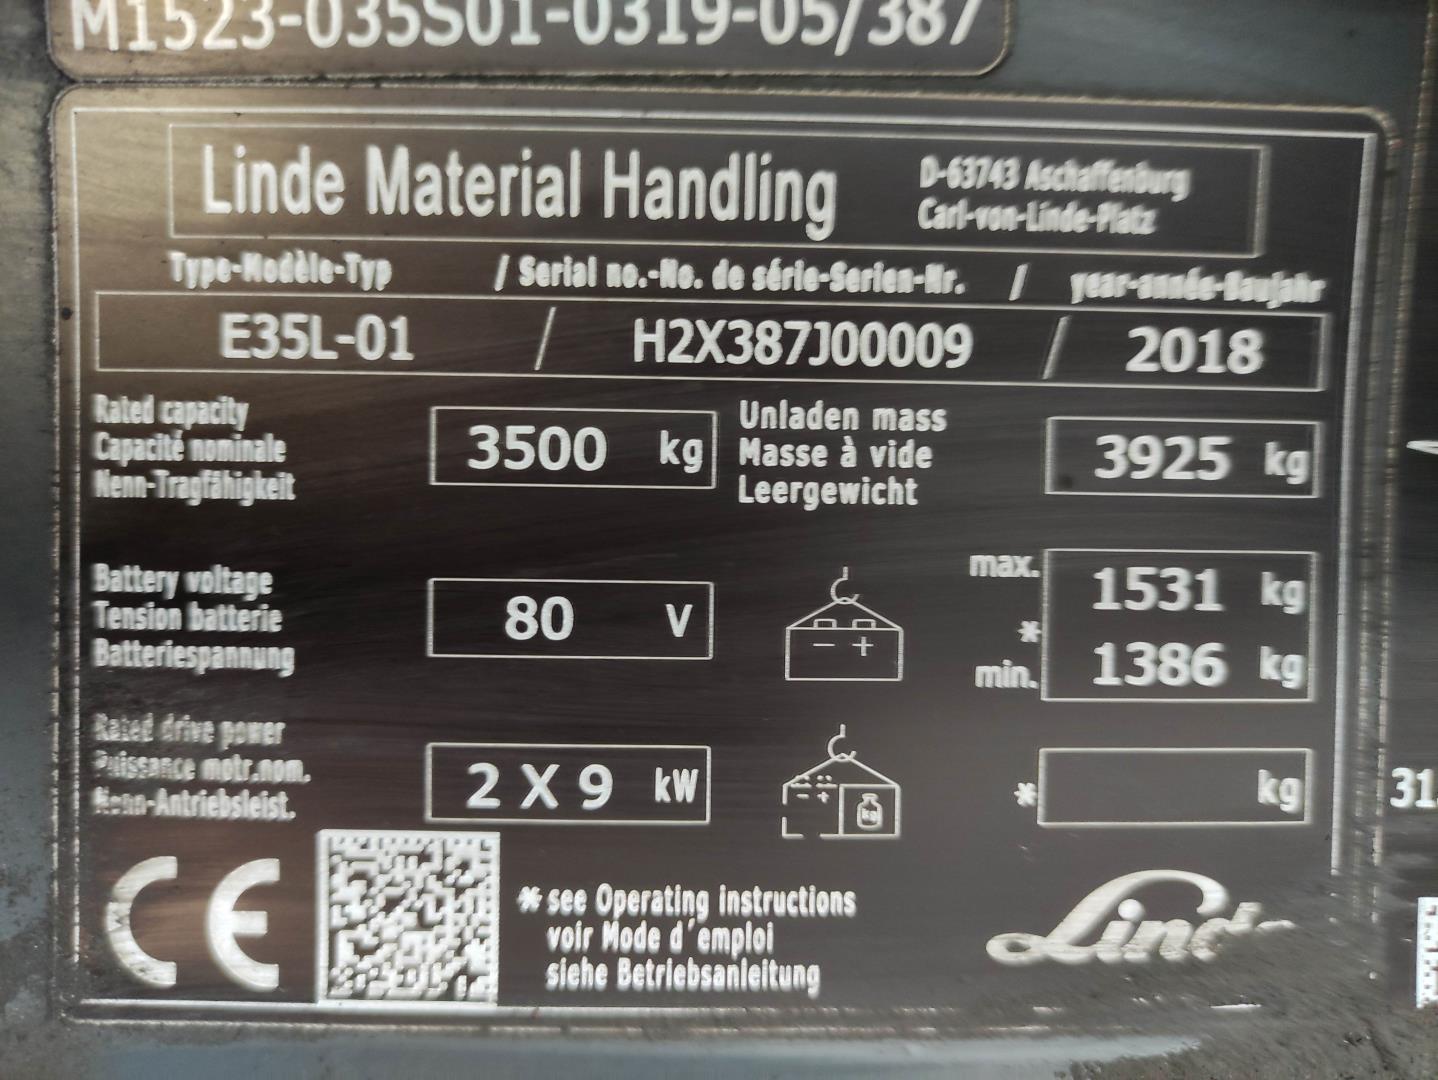 M1523-035S01-0319-05/387
Linde Material Handling
D-63743 Aschaffenburg
Carl-von-Linde-Platz
Type-Modèle-Typ / Serial no.-No. de série-Serien-Nr. / year-année-Baujahr
E35L-01 / H2X387J00009 / 2018
Rated capacity
Capacité nominale
Nenn-Tragfähigkeit
3500 kg
Unladen mass
Masse à vide
Leergewicht
3925 kg
Battery voltage
Tension batterie
Batteriespannung
80 V
- +
max.
*
min.
1531 kg
1386 kg
Rated drive power
Puissance motr.nom.
Nenn-Antriebsleist.
2 X 9 kW
- +
kg
* kg
CE
* see Operating instructions
voir Mode d'emploi
siehe Betriebsanleitung
Linde
31